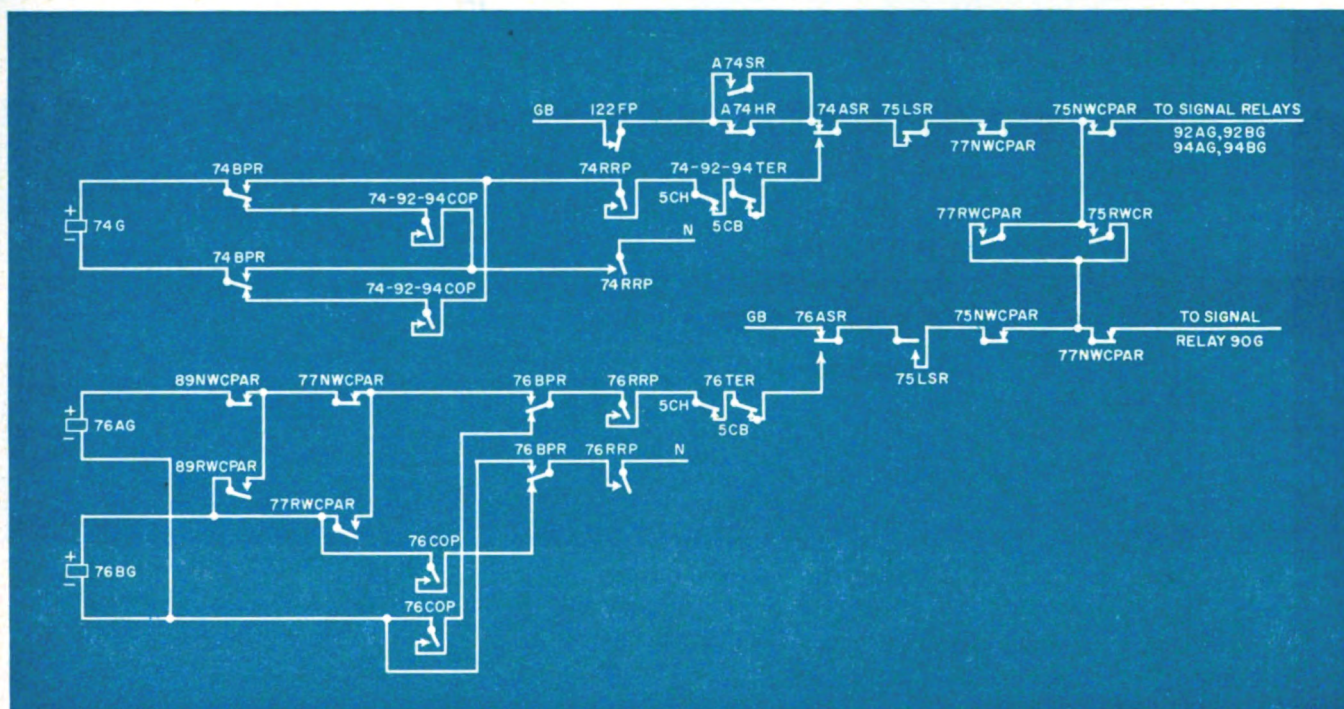 A74SR
GB
122FP
A74HR
74ASR
75LSR
75NWCPAR
TO SIGNAL RELAYS
92AG, 92BG
94AG, 94BG
77NWCPAR
74BPR
74RRP
74-92-94TER
74-92-94COP
5CH
5CB
+
74G
−
77RWCPAR
75RWCR
N
74BPR
74RRP
74-92-94COP
GB
76ASR
75NWCPAR
TO SIGNAL
RELAY 90G
77NWCPAR
75LSR
89NWCPAR
77NWCPAR
76BPR
76RRP
76TER
5CH
5CB
+
76AG
−
76BPR
76RRP
N
89RWCPAR
77RWCPAR
76COP
+
76BG
−
76COP